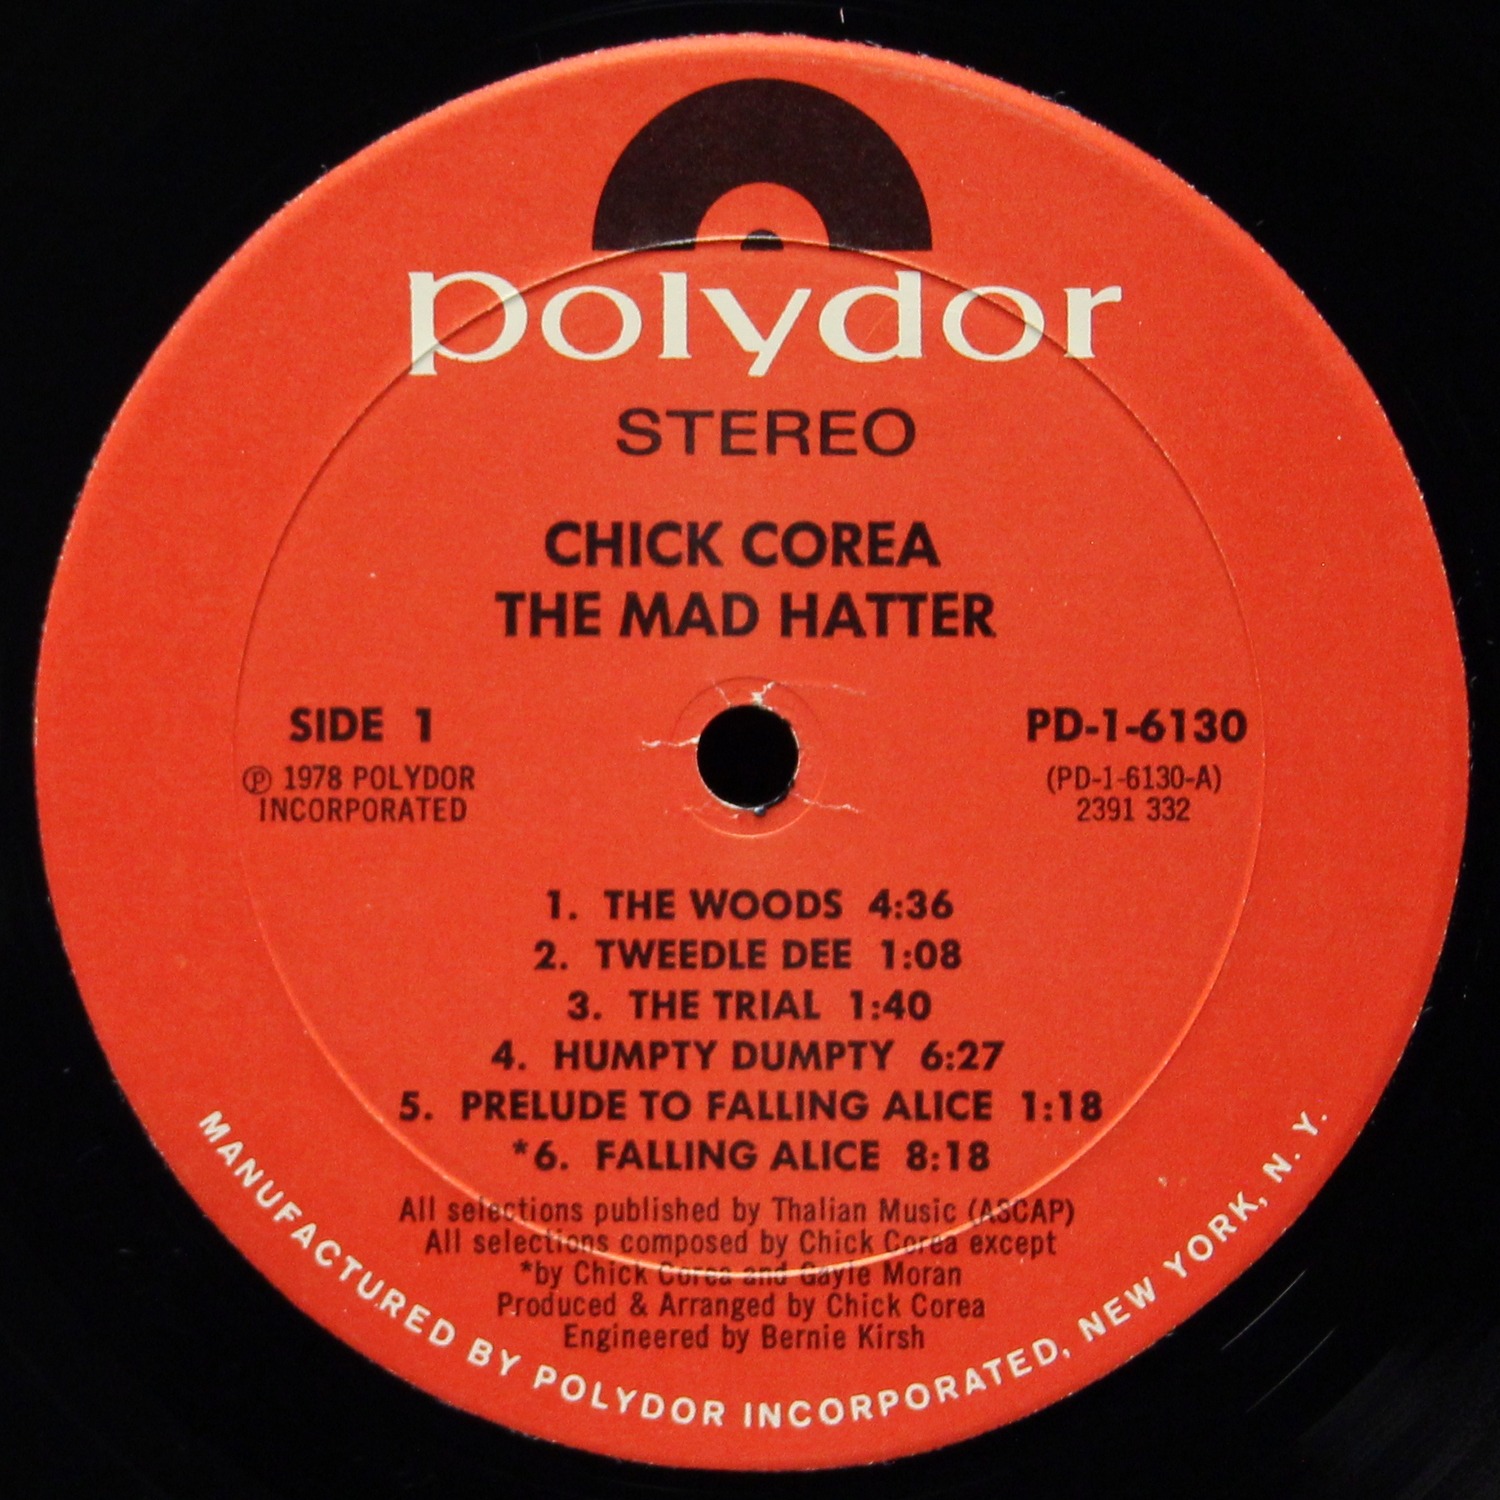 polydor
STEREO
CHICK COREA
THE MAD HATTER
SIDE 1
℗ 1978 POLYDOR
INCORPORATED
PD-1-6130
(PD-1-6130-A)
2391 332
1. THE WOODS 4:36
2. TWEEDLE DEE 1:08
3. THE TRIAL 1:40
4. HUMPTY DUMPTY 6:27
5. PRELUDE TO FALLING ALICE 1:18
*6. FALLING ALICE 8:18
All selections published by Thalian Music (ASCAP)
All selections composed by Chick Corea except
*by Chick Corea and Gayle Moran
Produced & Arranged by Chick Corea
Engineered by Bernie Kirsh
MANUFACTURED BY POLYDOR INCORPORATED, NEW YORK, N. Y.